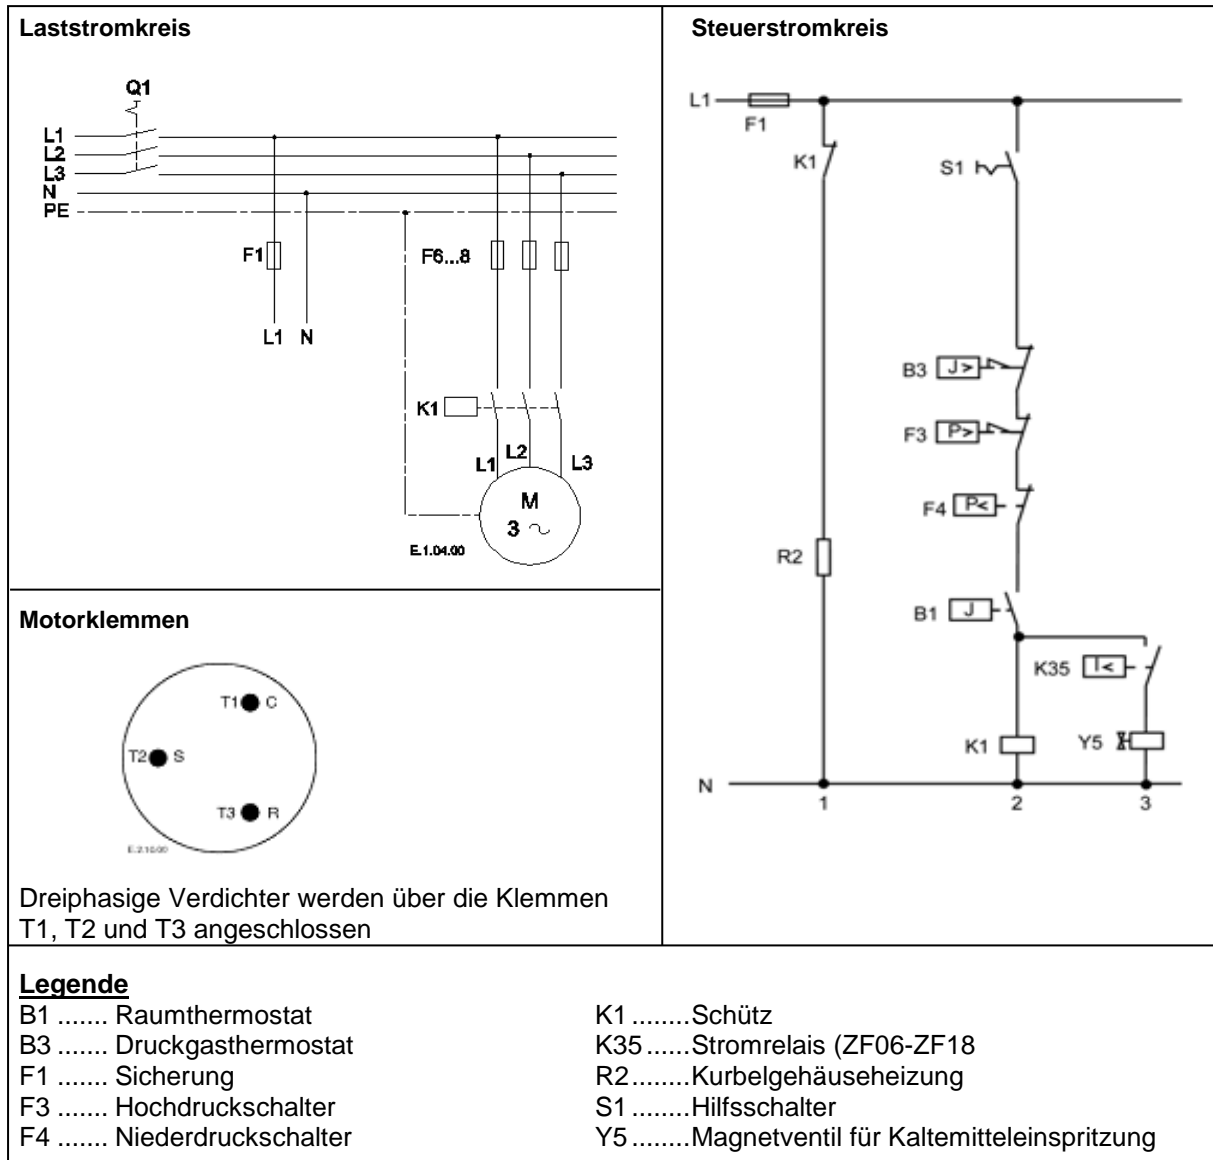 Laststromkreis
Q1
L1
L2
L3
N
PE
F1
F6...8
L1 N
K1
L1 L2 L3
M
3 ~
E.1.04.00
Steuerstromkreis
L1
F1
K1
S1
B3 J>
F3 P>
F4 P<
R2
B1 J
K35 I<
K1
Y5
N
1 2 3
Motorklemmen
T1 C
T2 S
T3 R
E.2.10.00
Dreiphasige Verdichter werden über die Klemmen
T1, T2 und T3 angeschlossen
Legende
B1 ....... Raumthermostat
B3 ....... Druckgasthermostat
F1 ....... Sicherung
F3 ....... Hochdruckschalter
F4 ....... Niederdruckschalter
K1 ........Schütz
K35 ......Stromrelais (ZF06-ZF18
R2........Kurbelgehäuseheizung
S1 ........Hilfsschalter
Y5 ........Magnetventil für Kaltemitteleinspritzung